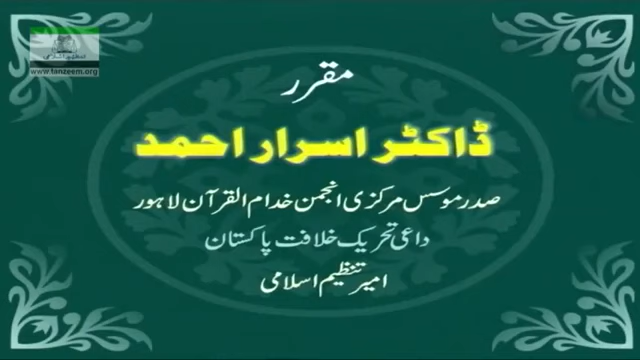 www.tanzeem.org
مقرر
ڈاکٹر اسرار احمد
صدر موسس مرکزی انجمن خدام القرآن لاہور
داعی تحریک خلافت پاکستان
امیر تنظیم اسلامی